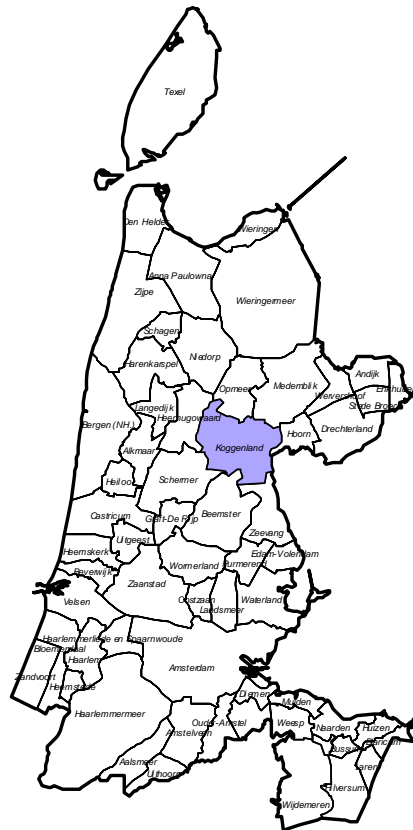 Texel
Den Helder
Wieringen
Anna Paulowna
Zijpe
Wieringermeer
Schagen
Niedorp
Harenkarspel
Andijk
Opmeer
Medemblik
Enkhuizen
Wervershoof
Stede Broec
Langedijk
Heerhugowaard
Bergen (NH.)
Drechterland
Hoorn
Koggenland
Alkmaar
Schermer
Heiloo
Beemster
Castricum
Graft-De Rijp
Zeevang
Uitgeest
Heemskerk
Edam-Volendam
Wormerland
Purmerend
Beverwijk
Zaanstad
Velsen
Oostzaan
Waterland
Landsmeer
Haarlemmerliede en Spaarnwoude
Bloemendaal
Haarlem
Amsterdam
Zandvoort
Heemstede
Diemen
Muiden
Haarlemmermeer
Ouder-Amstel
Weesp
Naarden
Huizen
Amstelveen
Bussum
Blaricum
Aalsmeer
Laren
Uithoorn
Hilversum
Wijdemeren